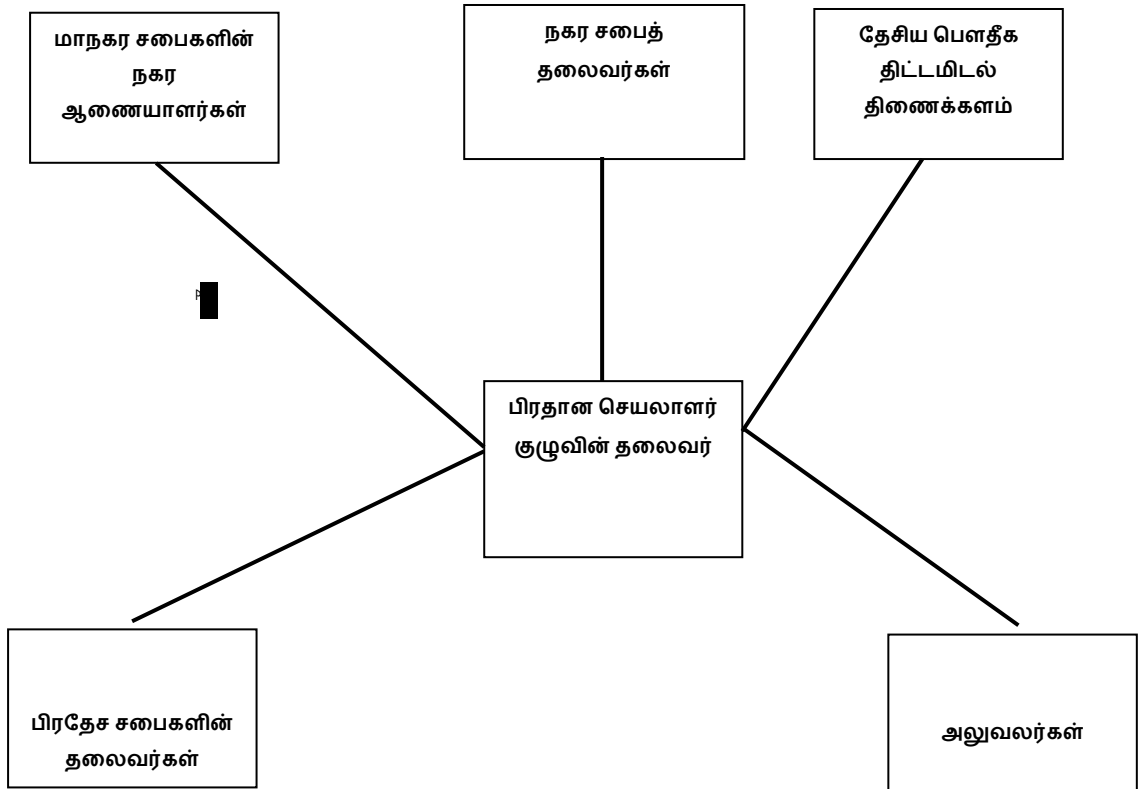 மாநகர சபைகளின்
நகர
ஆணையாளர்கள்
நகர சபைத்
தலைவர்கள்
தேசிய பௌதீக
திட்டமிடல்
திணைக்களம்
பிரதான செயலாளர்
குழுவின் தலைவர்
பிரதேச சபைகளின்
தலைவர்கள்
அலுவலர்கள்